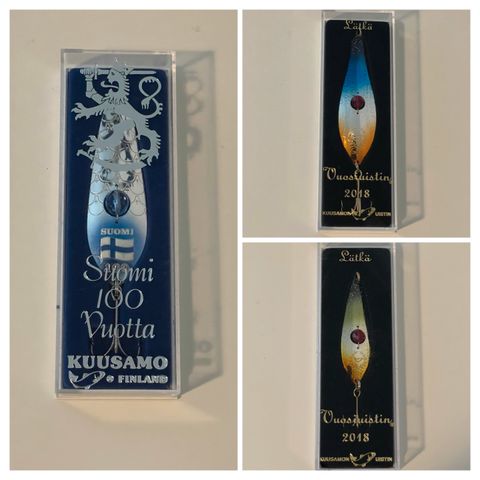 SUOMI
Suomi
100
Vuotta
KUUSAMO
FINLAND
Lätkä
Vuosiuistin
2018
KUUSAMON UISTIN
Lätkä
Vuosiuistin
2018
KUUSAMON UISTIN